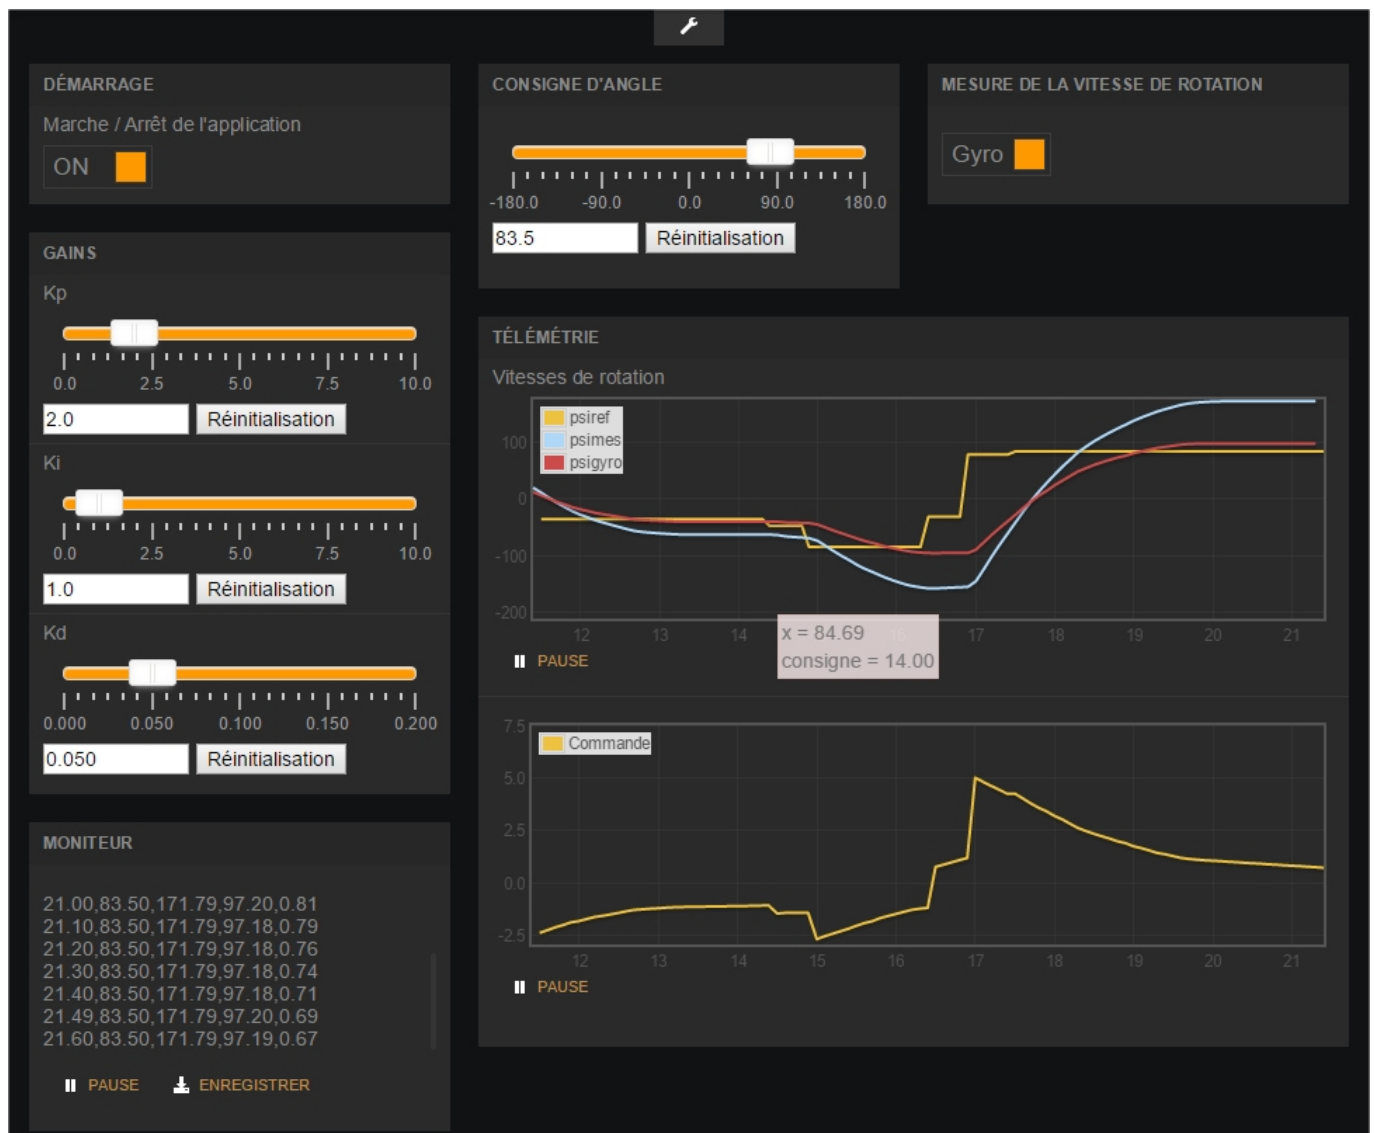 DÉMARRAGE
Marche / Arrêt de l'application
ON
GAINS
Kp
0.0 2.5 5.0 7.5 10.0
2.0 Réinitialisation
Ki
0.0 2.5 5.0 7.5 10.0
1.0 Réinitialisation
Kd
0.000 0.050 0.100 0.150 0.200
0.050 Réinitialisation
MONITEUR
21.00,83.50,171.79,97.20,0.81
21.10,83.50,171.79,97.18,0.79
21.20,83.50,171.79,97.18,0.76
21.30,83.50,171.79,97.18,0.74
21.40,83.50,171.79,97.18,0.71
21.49,83.50,171.79,97.20,0.69
21.60,83.50,171.79,97.19,0.67
PAUSE ENREGISTRER
CONSIGNE D'ANGLE
-180.0 -90.0 0.0 90.0 180.0
83.5 Réinitialisation
MESURE DE LA VITESSE DE ROTATION
Gyro
TÉLÉMÉTRIE
Vitesses de rotation
psiref
psimes
psigyro
100
0
-100
-200
12 13 14 17 18 19 20 21
x = 84.69
consigne = 14.00
PAUSE
Commande
7.5
5.0
2.5
0.0
-2.5
12 13 14 15 16 17 18 19 20 21
PAUSE